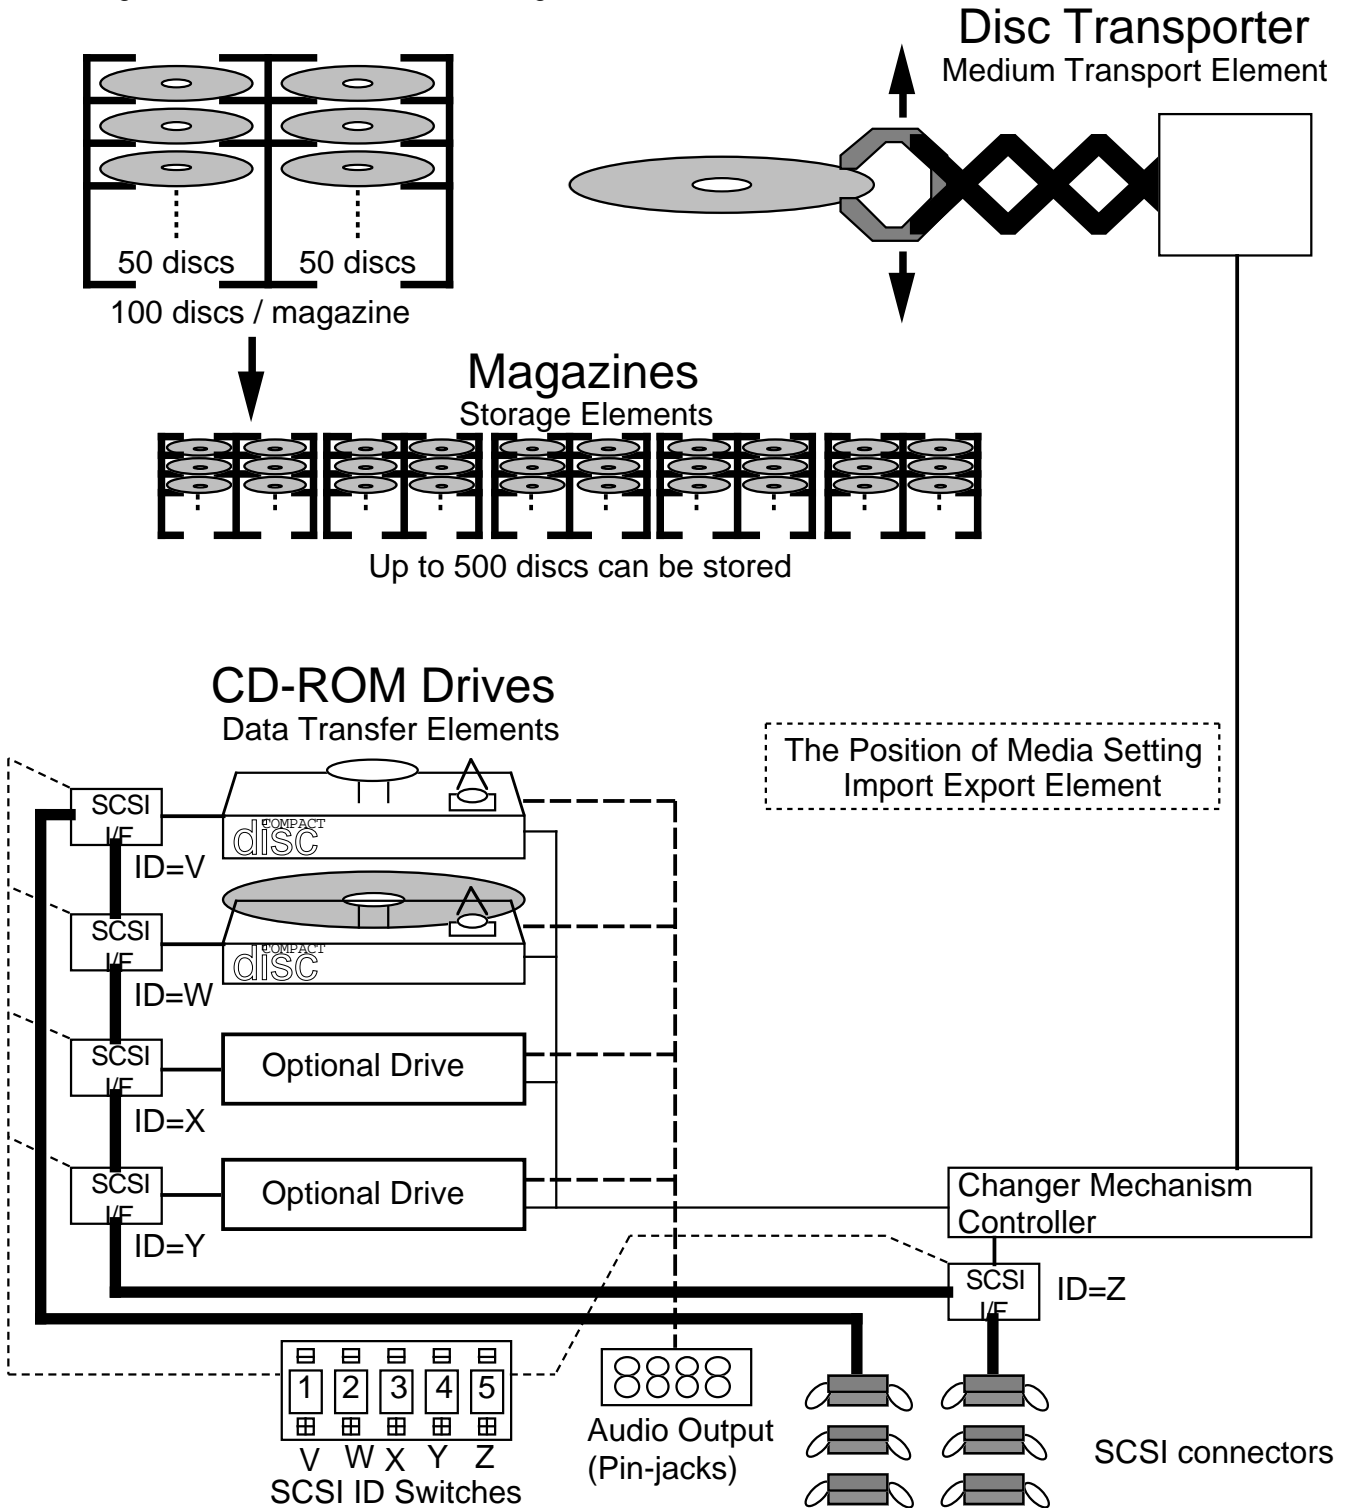 Disc Transporter
Medium Transport Element
50 discs
50 discs
100 discs / magazine
Magazines
Storage Elements
Up to 500 discs can be stored
CD-ROM Drives
Data Transfer Elements
The Position of Media Setting
Import Export Element
SCSI
I/F
COMPACT
disc
ID=V
SCSI
I/F
COMPACT
disc
ID=W
SCSI
I/F
Optional Drive
ID=X
SCSI
I/F
Optional Drive
ID=Y
Changer Mechanism
Controller
SCSI
I/F
ID=Z
1 2 3 4 5
V W X Y Z
SCSI ID Switches
Audio Output
(Pin-jacks)
SCSI connectors